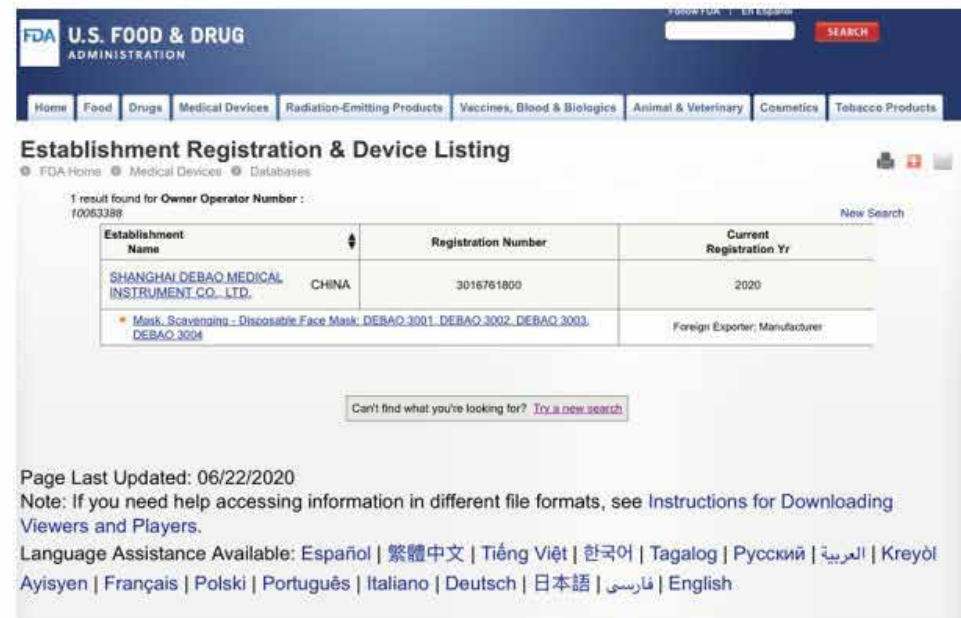 Follow FDA | En Español
FDA U.S. FOOD & DRUG
ADMINISTRATION
SEARCH
Home Food Drugs Medical Devices Radiation-Emitting Products Vaccines, Blood & Biologics Animal & Veterinary Cosmetics Tobacco Products
Establishment Registration & Device Listing
FDA Home Medical Devices Databases
1 result found for Owner Operator Number :
10063388
New Search
Establishment Name Registration Number Current Registration Yr
SHANGHAI DEBAO MEDICAL INSTRUMENT CO., LTD. CHINA 3016761800 2020
Mask, Scavenging - Disposable Face Mask; DEBAO 3001, DEBAO 3002, DEBAO 3003,
DEBAO 3004
Foreign Exporter; Manufacturer
Can't find what you're looking for? Try a new search
Page Last Updated: 06/22/2020
Note: If you need help accessing information in different file formats, see Instructions for Downloading
Viewers and Players.
Language Assistance Available: Español | 繁體中文 | Tiếng Việt | 한국어 | Tagalog | Русский | العربية | Kreyòl
Ayisyen | Français | Polski | Português | Italiano | Deutsch | 日本語 | فارسی | English